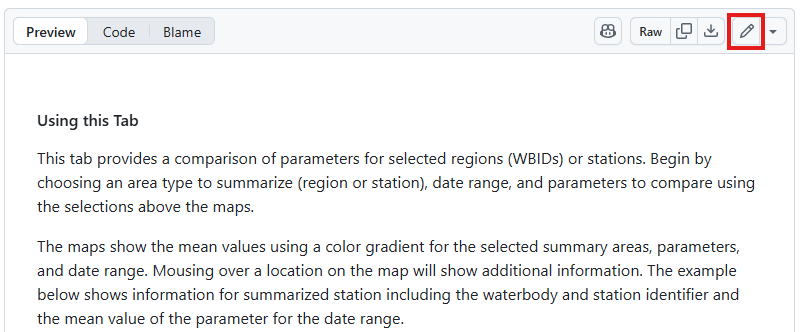 Preview Code Blame Raw
Using this Tab
This tab provides a comparison of parameters for selected regions (WBIDs) or stations. Begin by
choosing an area type to summarize (region or station), date range, and parameters to compare using
the selections above the maps.
The maps show the mean values using a color gradient for the selected summary areas, parameters,
and date range. Mousing over a location on the map will show additional information. The example
below shows information for summarized station including the waterbody and station identifier and
the mean value of the parameter for the date range.